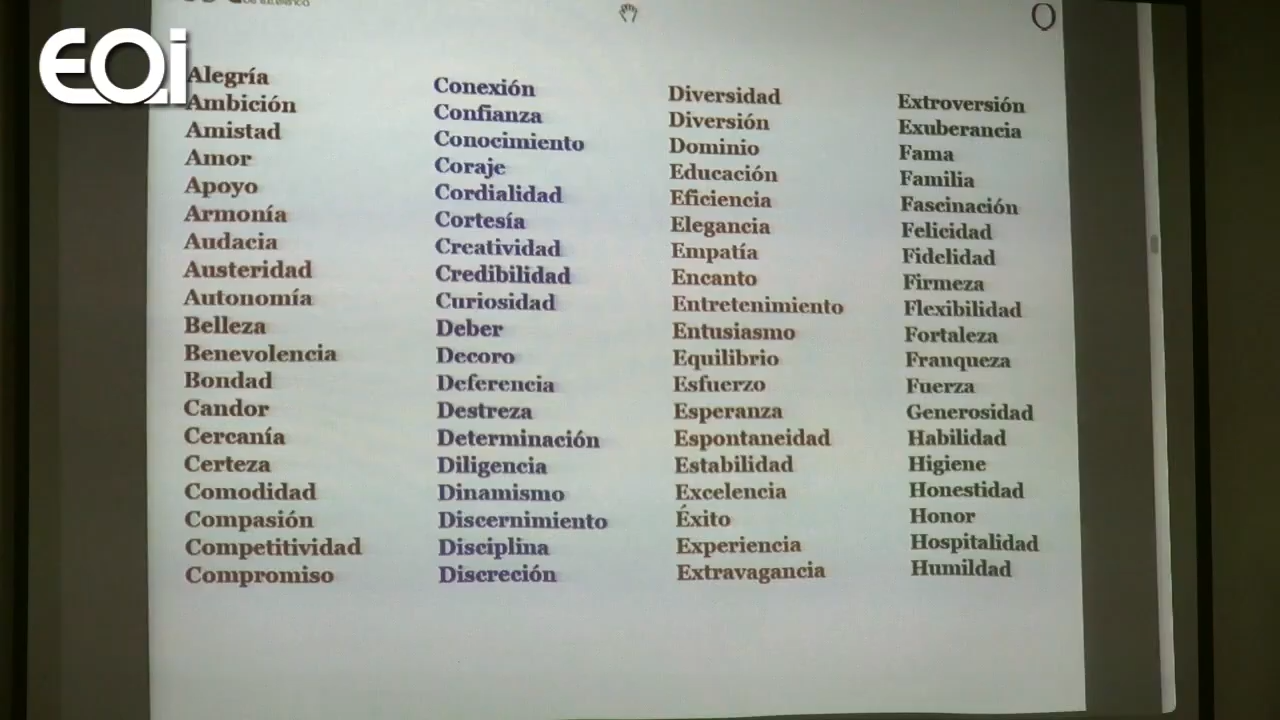 EOi
Alegría
Ambición
Amistad
Amor
Apoyo
Armonía
Audacia
Austeridad
Autonomía
Belleza
Benevolencia
Bondad
Candor
Cercanía
Certeza
Comodidad
Compasión
Competitividad
Compromiso
Conexión
Confianza
Conocimiento
Coraje
Cordialidad
Cortesía
Creatividad
Credibilidad
Curiosidad
Deber
Decoro
Deferencia
Destreza
Determinación
Diligencia
Dinamismo
Discernimiento
Disciplina
Discreción
Diversidad
Diversión
Dominio
Educación
Eficiencia
Elegancia
Empatía
Encanto
Entretenimiento
Entusiasmo
Equilibrio
Esfuerzo
Esperanza
Espontaneidad
Estabilidad
Excelencia
Éxito
Experiencia
Extravagancia
Extroversión
Exuberancia
Fama
Familia
Fascinación
Felicidad
Fidelidad
Firmeza
Flexibilidad
Fortaleza
Franqueza
Fuerza
Generosidad
Habilidad
Higiene
Honestidad
Honor
Hospitalidad
Humildad